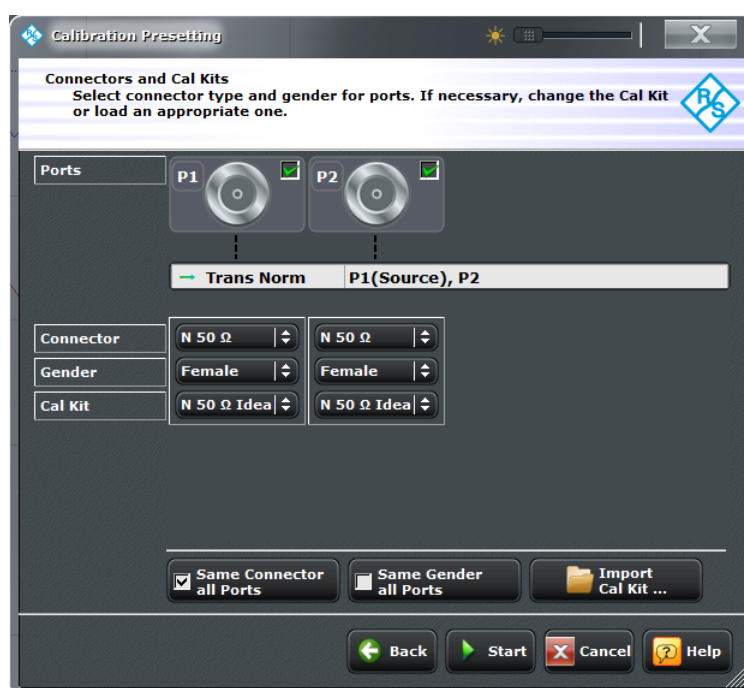 Calibration Presetting
X
Connectors and Cal Kits
Select connector type and gender for ports. If necessary, change the Cal Kit
or load an appropriate one.
R&S
Ports
P1
P2
Trans Norm
P1(Source), P2
Connector
N 50 Ω
N 50 Ω
Gender
Female
Female
Cal Kit
N 50 Ω Idea
N 50 Ω Idea
Same Connector
all Ports
Same Gender
all Ports
Import
Cal Kit ...
Back
Start
X Cancel
? Help